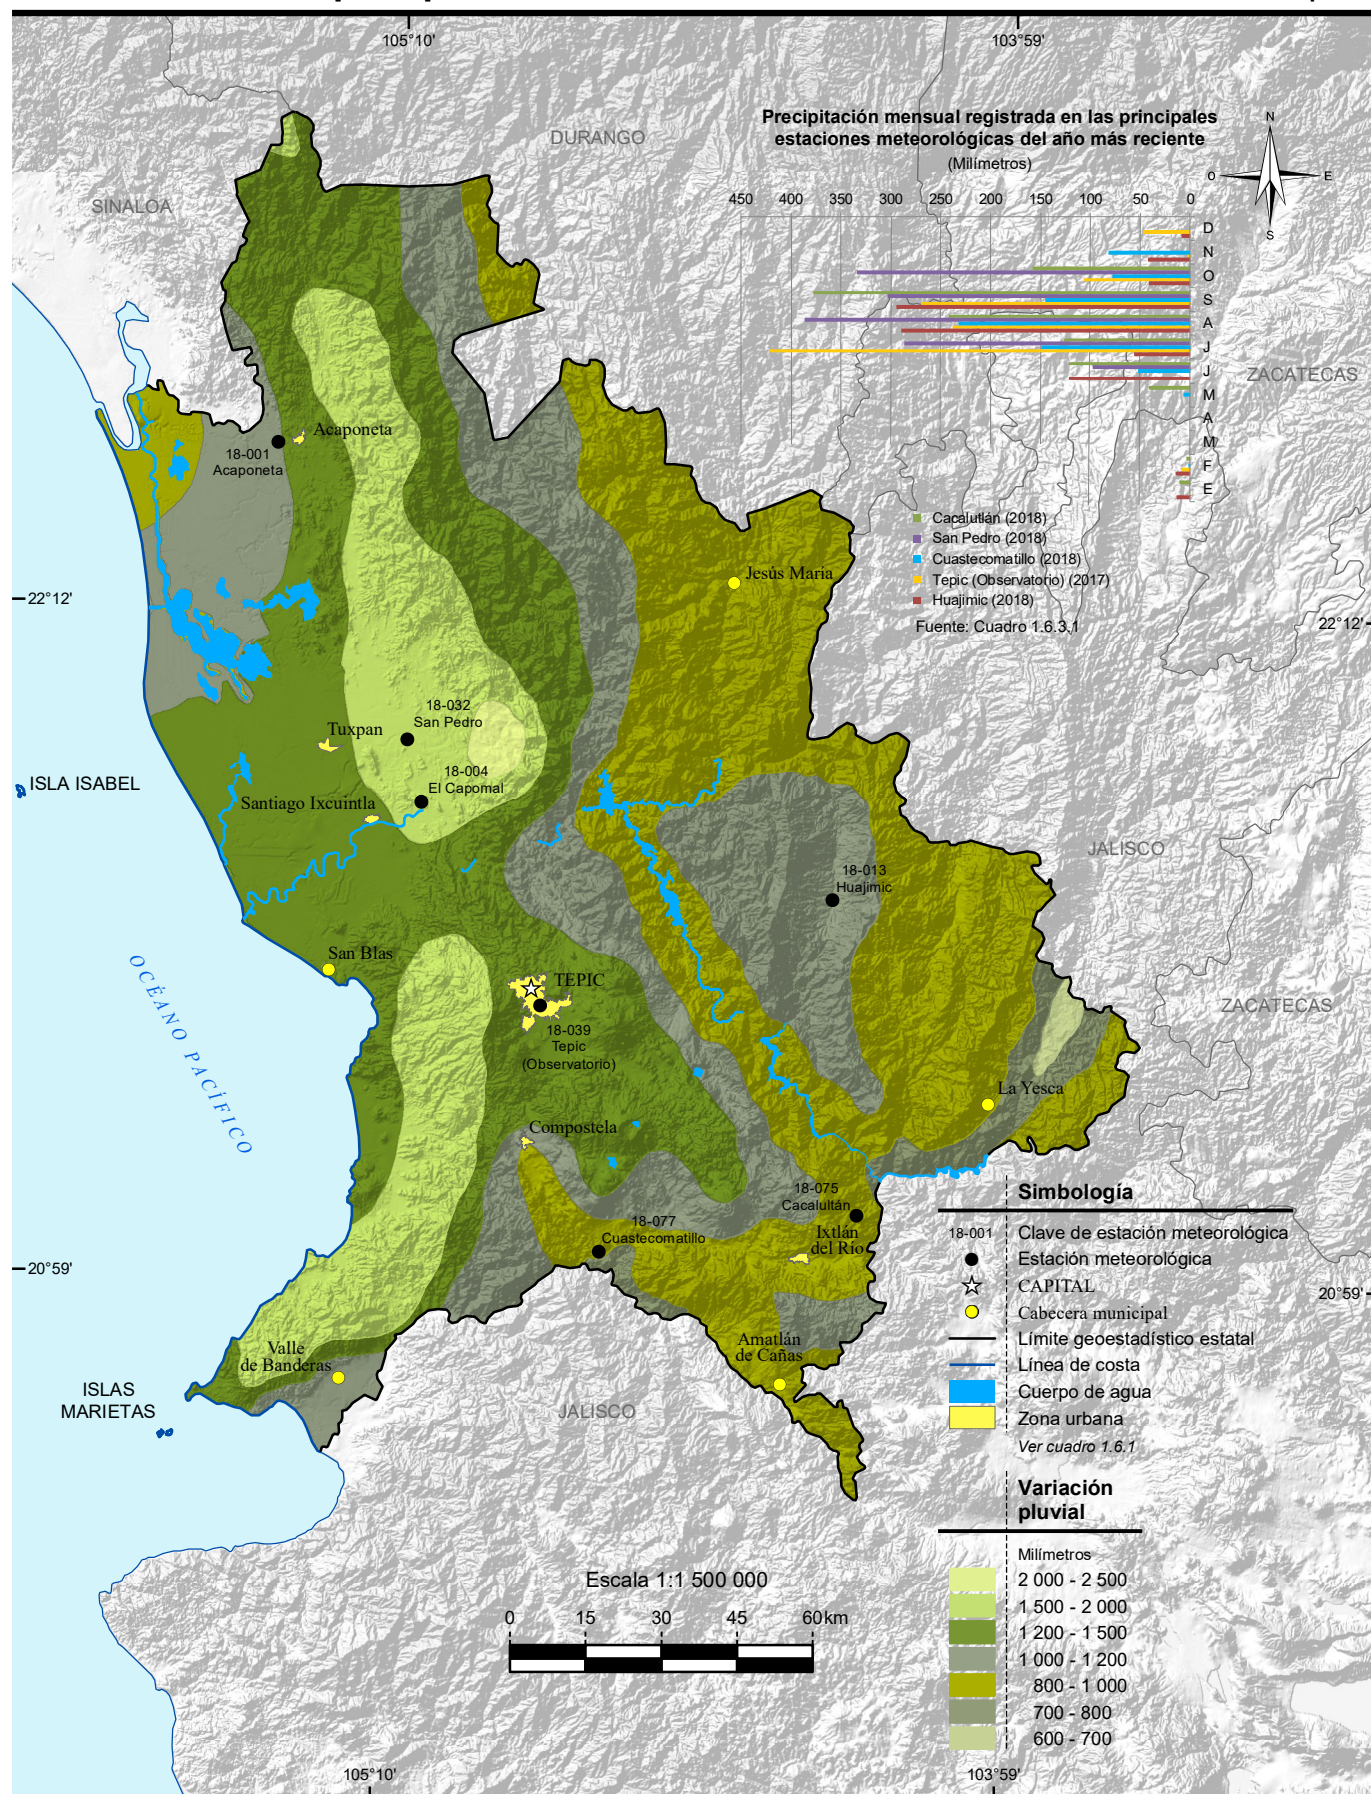 105°10'
103°59'
Precipitación mensual registrada en las principales
estaciones meteorológicas del año más reciente
(Milímetros)
N
O
E
S
450 400 350 300 250 200 150 100 50 0
D
N
O
S
A
J
J
M
A
M
F
E
Cacalutlán (2018)
San Pedro (2018)
Cuastecomatillo (2018)
Tepic (Observatorio) (2017)
Huajimic (2018)
Fuente: Cuadro 1.6.3.1
DURANGO
SINALOA
ZACATECAS
Acaponeta
18-001
Acaponeta
Jesús María
22°12'
22°12'
18-032
San Pedro
Tuxpan
18-004
El Capomal
ISLA ISABEL
Santiago Ixcuintla
JALISCO
18-013
Huajimic
San Blas
OCÉANO PACÍFICO
TEPIC
18-039
Tepic
(Observatorio)
ZACATECAS
La Yesca
Compostela
18-075
Cacalultán
18-077
Cuastecomatillo
Ixtlán
del Río
20°59'
20°59'
Valle
de Banderas
Amatlán
de Cañas
ISLAS
MARIETAS
JALISCO
Simbología
18-001 Clave de estación meteorológica
Estación meteorológica
CAPITAL
Cabecera municipal
Límite geoestadístico estatal
Línea de costa
Cuerpo de agua
Zona urbana
Ver cuadro 1.6.1
Variación
pluvial
Milímetros
2 000 - 2 500
1 500 - 2 000
1 200 - 1 500
1 000 - 1 200
800 - 1 000
700 - 800
600 - 700
Escala 1:1 500 000
0 15 30 45 60 km
105°10'
103°59'